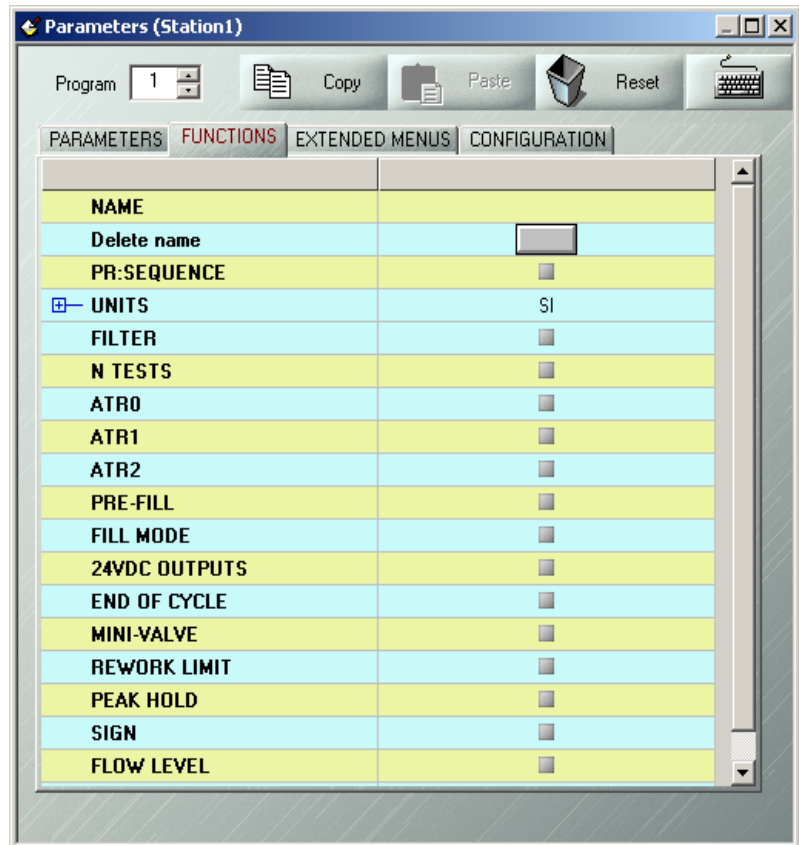 Parameters (Station1)
Program 1 Copy Paste Reset
PARAMETERS FUNCTIONS EXTENDED MENUS CONFIGURATION
NAME
Delete name
PR:SEQUENCE
UNITS SI
FILTER
N TESTS
ATR0
ATR1
ATR2
PRE-FILL
FILL MODE
24VDC OUTPUTS
END OF CYCLE
MINI-VALVE
REWORK LIMIT
PEAK HOLD
SIGN
FLOW LEVEL